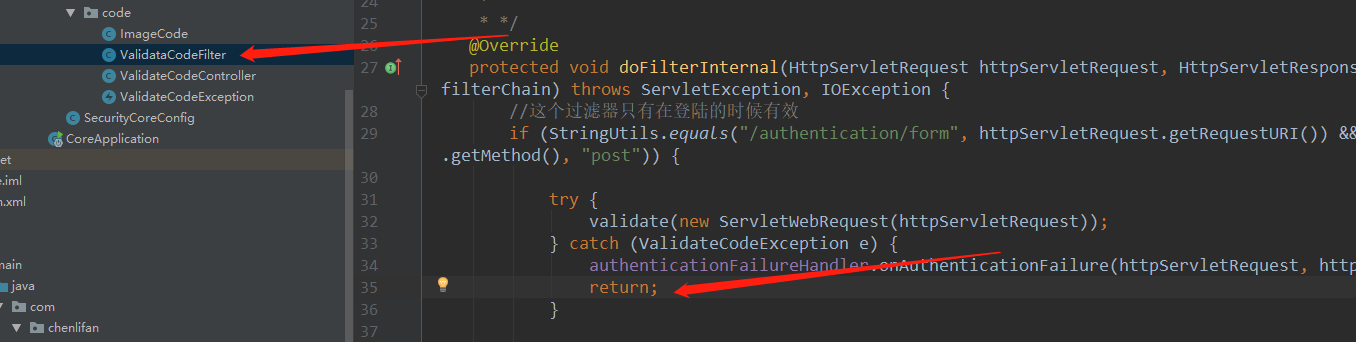 code
ImageCode
ValidataCodeFilter
ValidateCodeController
ValidateCodeException
SecurityCoreConfig
CoreApplication
et
e.iml
n.xml
main
java
com
chenlifan
24
25 * */
26 @Override
27 protected void doFilterInternal(HttpServletRequest httpServletRequest, HttpServletRespons
filterChain) throws ServletException, IOException {
28 //这个过滤器只有在登陆的时候有效
29 if (StringUtils.equals("/authentication/form", httpServletRequest.getRequestURI()) &&
.getMethod(), "post")) {
30
31 try {
32 validate(new ServletWebRequest(httpServletRequest));
33 } catch (ValidateCodeException e) {
34 authenticationFailureHandler.onAuthenticationFailure(httpServletRequest, http
35 return;
36 }
37